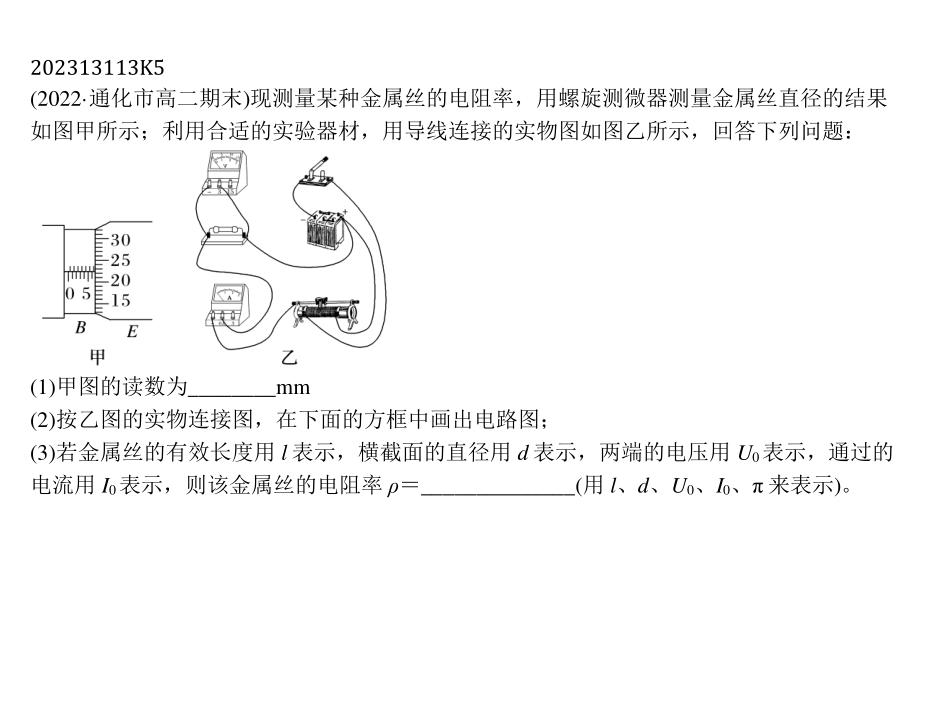 202313113K5
(2022·通化市高二期末)现测量某种金属丝的电阻率，用螺旋测微器测量金属丝直径的结果
如图甲所示；利用合适的实验器材，用导线连接的实物图如图乙所示，回答下列问题：
30
25
20
15
0 5
B E
甲
V
A
－ +
乙
(1)甲图的读数为________mm
(2)按乙图的实物连接图，在下面的方框中画出电路图；
(3)若金属丝的有效长度用 l 表示，横截面的直径用 d 表示，两端的电压用 U₀表示，通过的
电流用 I₀表示，则该金属丝的电阻率 ρ＝______________(用 l、d、U₀、I₀、π 来表示)。